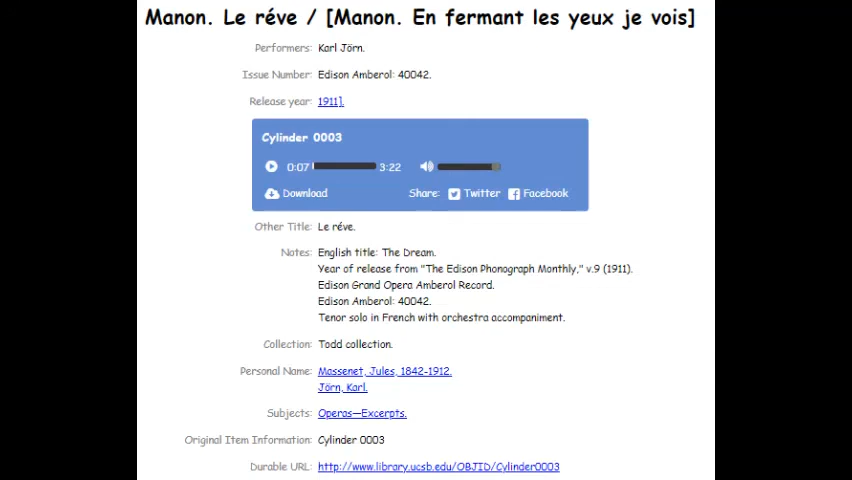 Manon. Le réve / [Manon. En fermant les yeux je vois]
Performers: Karl Jörn.
Issue Number: Edison Amberol: 40042.
Release year: 1911].
Cylinder 0003
0:07 3:22
Download Share: Twitter Facebook
Other Title: Le réve.
Notes: English title: The Dream.
Year of release from "The Edison Phonograph Monthly," v.9 (1911).
Edison Grand Opera Amberol Record.
Edison Amberol: 40042.
Tenor solo in French with orchestra accompaniment.
Collection: Todd collection.
Personal Name: Massenet, Jules, 1842-1912.
Jörn, Karl.
Subjects: Operas—Excerpts.
Original Item Information: Cylinder 0003
Durable URL: http://www.library.ucsb.edu/OBJID/Cylinder0003